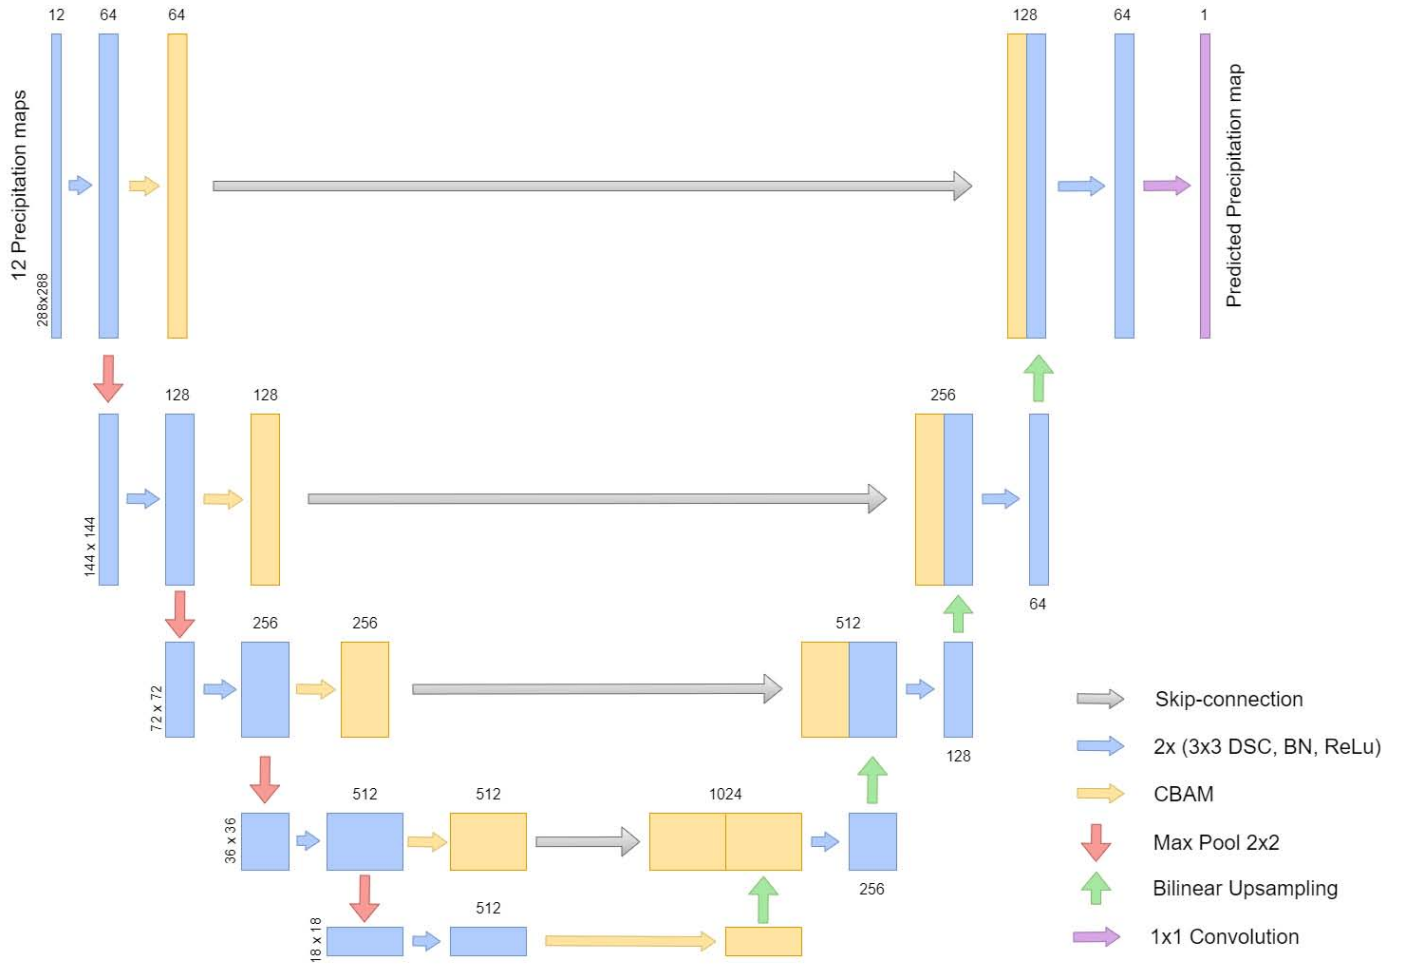 12 64 64 128 64 1
12 Precipitation maps
288x288
Predicted Precipitation map
128 128 256
144 x 144
64
256 256 512
72 x 72
128
512 512 1024
36 x 36
256
512
18 x 18
Skip-connection
2x (3x3 DSC, BN, ReLu)
CBAM
Max Pool 2x2
Bilinear Upsampling
1x1 Convolution